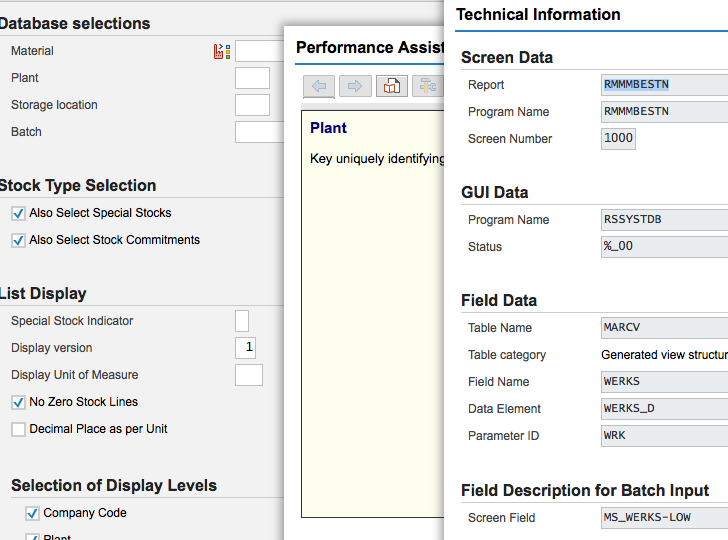 Database selections
Material
Plant
Storage location
Batch
Stock Type Selection
Also Select Special Stocks
Also Select Stock Commitments
List Display
Special Stock Indicator
Display version 1
Display Unit of Measure
No Zero Stock Lines
Decimal Place as per Unit
Selection of Display Levels
Company Code
Plant
Performance Assist
Plant
Key uniquely identifying
Technical Information
Screen Data
Report RMMMBESTN
Program Name RMMMBESTN
Screen Number 1000
GUI Data
Program Name RSSYSTDB
Status %_00
Field Data
Table Name MARCV
Table category Generated view structur
Field Name WERKS
Data Element WERKS_D
Parameter ID WRK
Field Description for Batch Input
Screen Field MS_WERKS-LOW